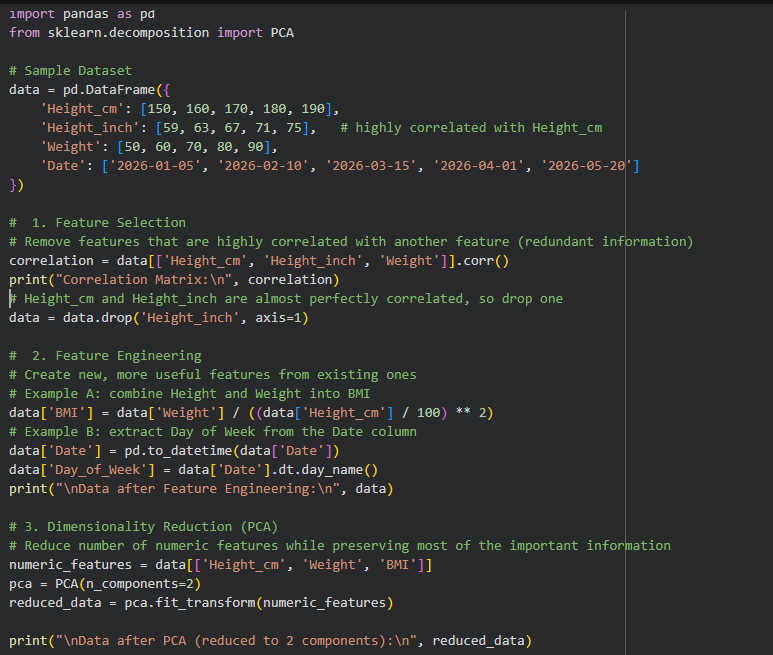 import pandas as pd
from sklearn.decomposition import PCA
# Sample Dataset
data = pd.DataFrame({
    'Height_cm': [150, 160, 170, 180, 190],
    'Height_inch': [59, 63, 67, 71, 75],   # highly correlated with Height_cm
    'Weight': [50, 60, 70, 80, 90],
    'Date': ['2026-01-05', '2026-02-10', '2026-03-15', '2026-04-01', '2026-05-20']
})
#  1. Feature Selection
# Remove features that are highly correlated with another feature (redundant information)
correlation = data[['Height_cm', 'Height_inch', 'Weight']].corr()
print("Correlation Matrix:\n", correlation)
# Height_cm and Height_inch are almost perfectly correlated, so drop one
data = data.drop('Height_inch', axis=1)
#  2. Feature Engineering
# Create new, more useful features from existing ones
# Example A: combine Height and Weight into BMI
data['BMI'] = data['Weight'] / ((data['Height_cm'] / 100) ** 2)
# Example B: extract Day of Week from the Date column
data['Date'] = pd.to_datetime(data['Date'])
data['Day_of_Week'] = data['Date'].dt.day_name()
print("\nData after Feature Engineering:\n", data)
# 3. Dimensionality Reduction (PCA)
# Reduce number of numeric features while preserving most of the important information
numeric_features = data[['Height_cm', 'Weight', 'BMI']]
pca = PCA(n_components=2)
reduced_data = pca.fit_transform(numeric_features)
print("\nData after PCA (reduced to 2 components):\n", reduced_data)